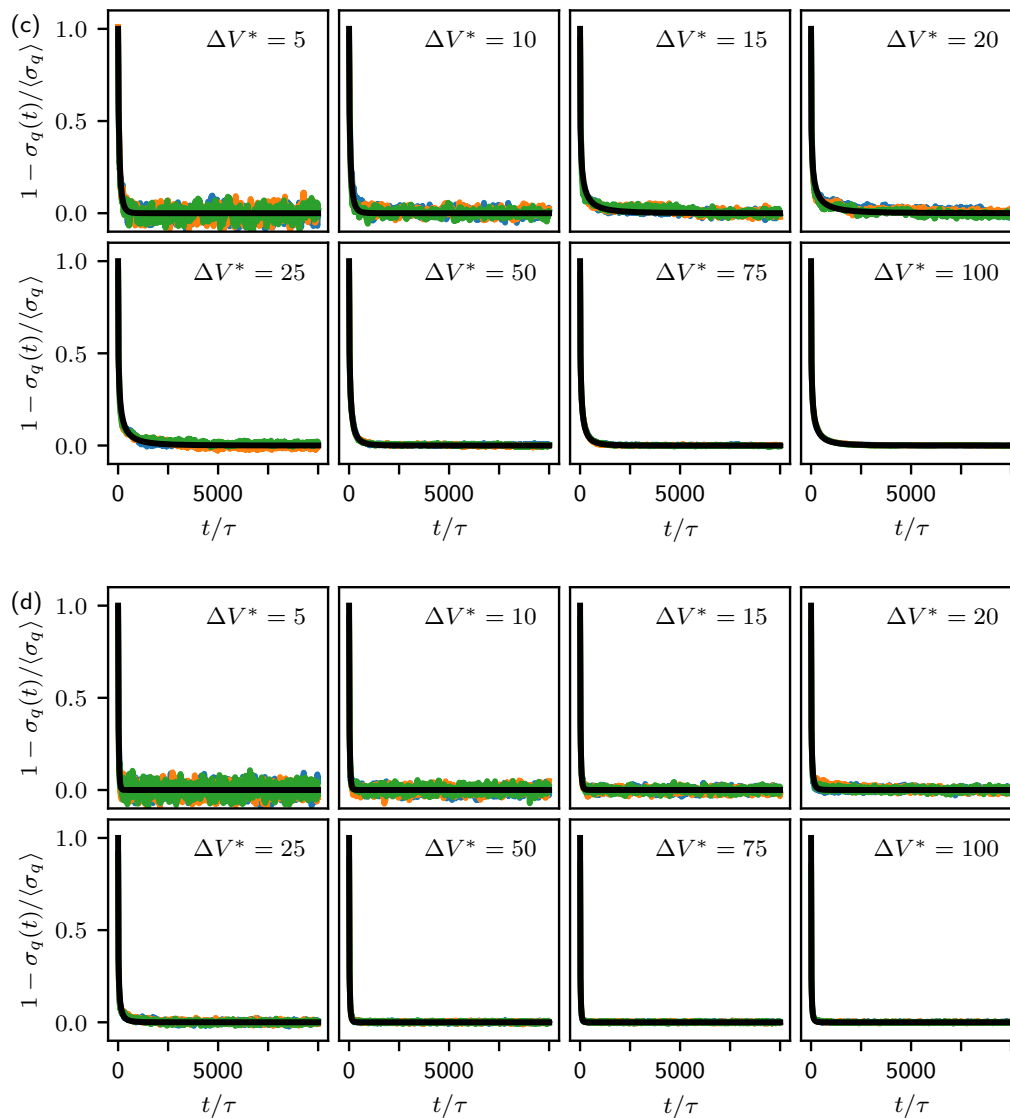 (c)
1.0
0.5
0.0
1 − σ_q(t)/⟨σ_q⟩
ΔV* = 5
ΔV* = 10
ΔV* = 15
ΔV* = 20
1.0
0.5
0.0
1 − σ_q(t)/⟨σ_q⟩
ΔV* = 25
ΔV* = 50
ΔV* = 75
ΔV* = 100
0 5000 0 5000 0 5000 0 5000
t/τ t/τ t/τ t/τ
(d)
1.0
0.5
0.0
1 − σ_q(t)/⟨σ_q⟩
ΔV* = 5
ΔV* = 10
ΔV* = 15
ΔV* = 20
1.0
0.5
0.0
1 − σ_q(t)/⟨σ_q⟩
ΔV* = 25
ΔV* = 50
ΔV* = 75
ΔV* = 100
0 5000 0 5000 0 5000 0 5000
t/τ t/τ t/τ t/τ